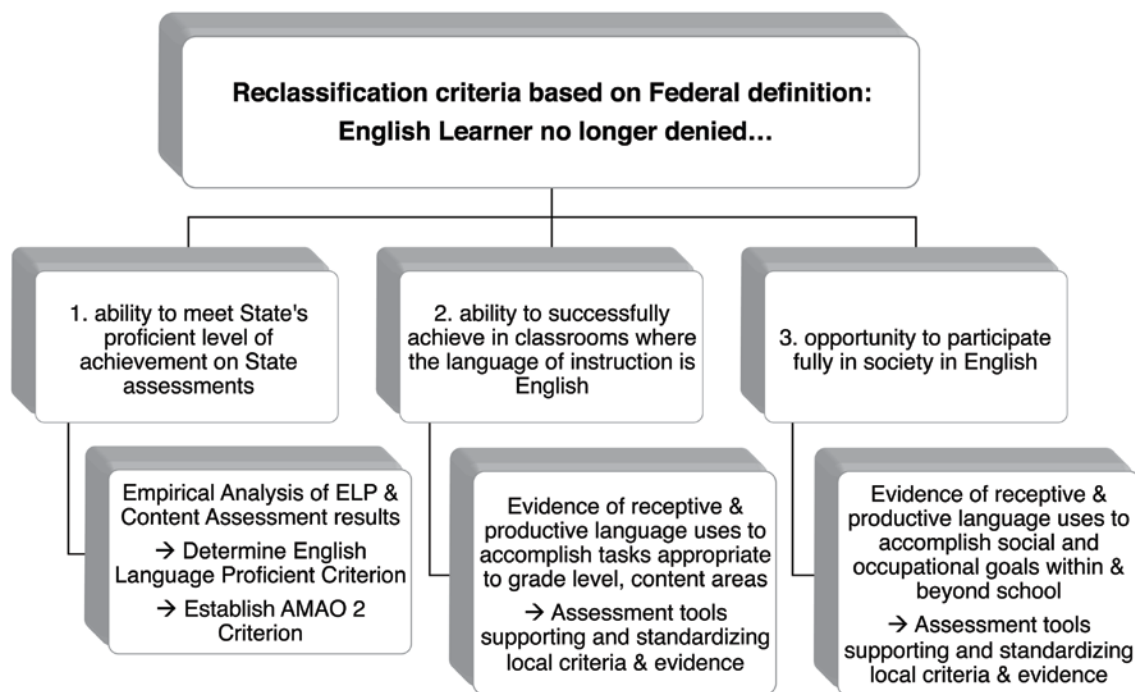 Reclassification criteria based on Federal definition:
English Learner no longer denied…
1. ability to meet State's
proficient level of
achievement on State
assessments
2. ability to successfully
achieve in classrooms where
the language of instruction is
English
3. opportunity to participate
fully in society in English
Empirical Analysis of ELP &
Content Assessment results
→ Determine English
Language Proficient Criterion
→ Establish AMAO 2
Criterion
Evidence of receptive &
productive language uses to
accomplish tasks appropriate
to grade level, content areas
→ Assessment tools
supporting and standardizing
local criteria & evidence
Evidence of receptive &
productive language uses to
accomplish social and
occupational goals within &
beyond school
→ Assessment tools
supporting and standardizing
local criteria & evidence